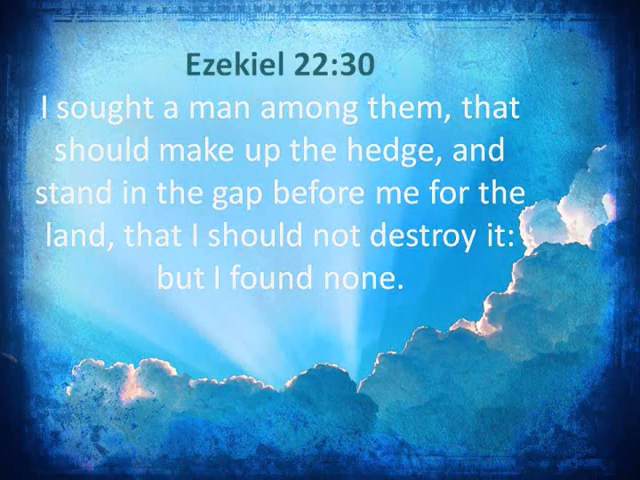 Ezekiel 22:30
I sought a man among them, that
should make up the hedge, and
stand in the gap before me for the
land, that I should not destroy it:
but I found none.